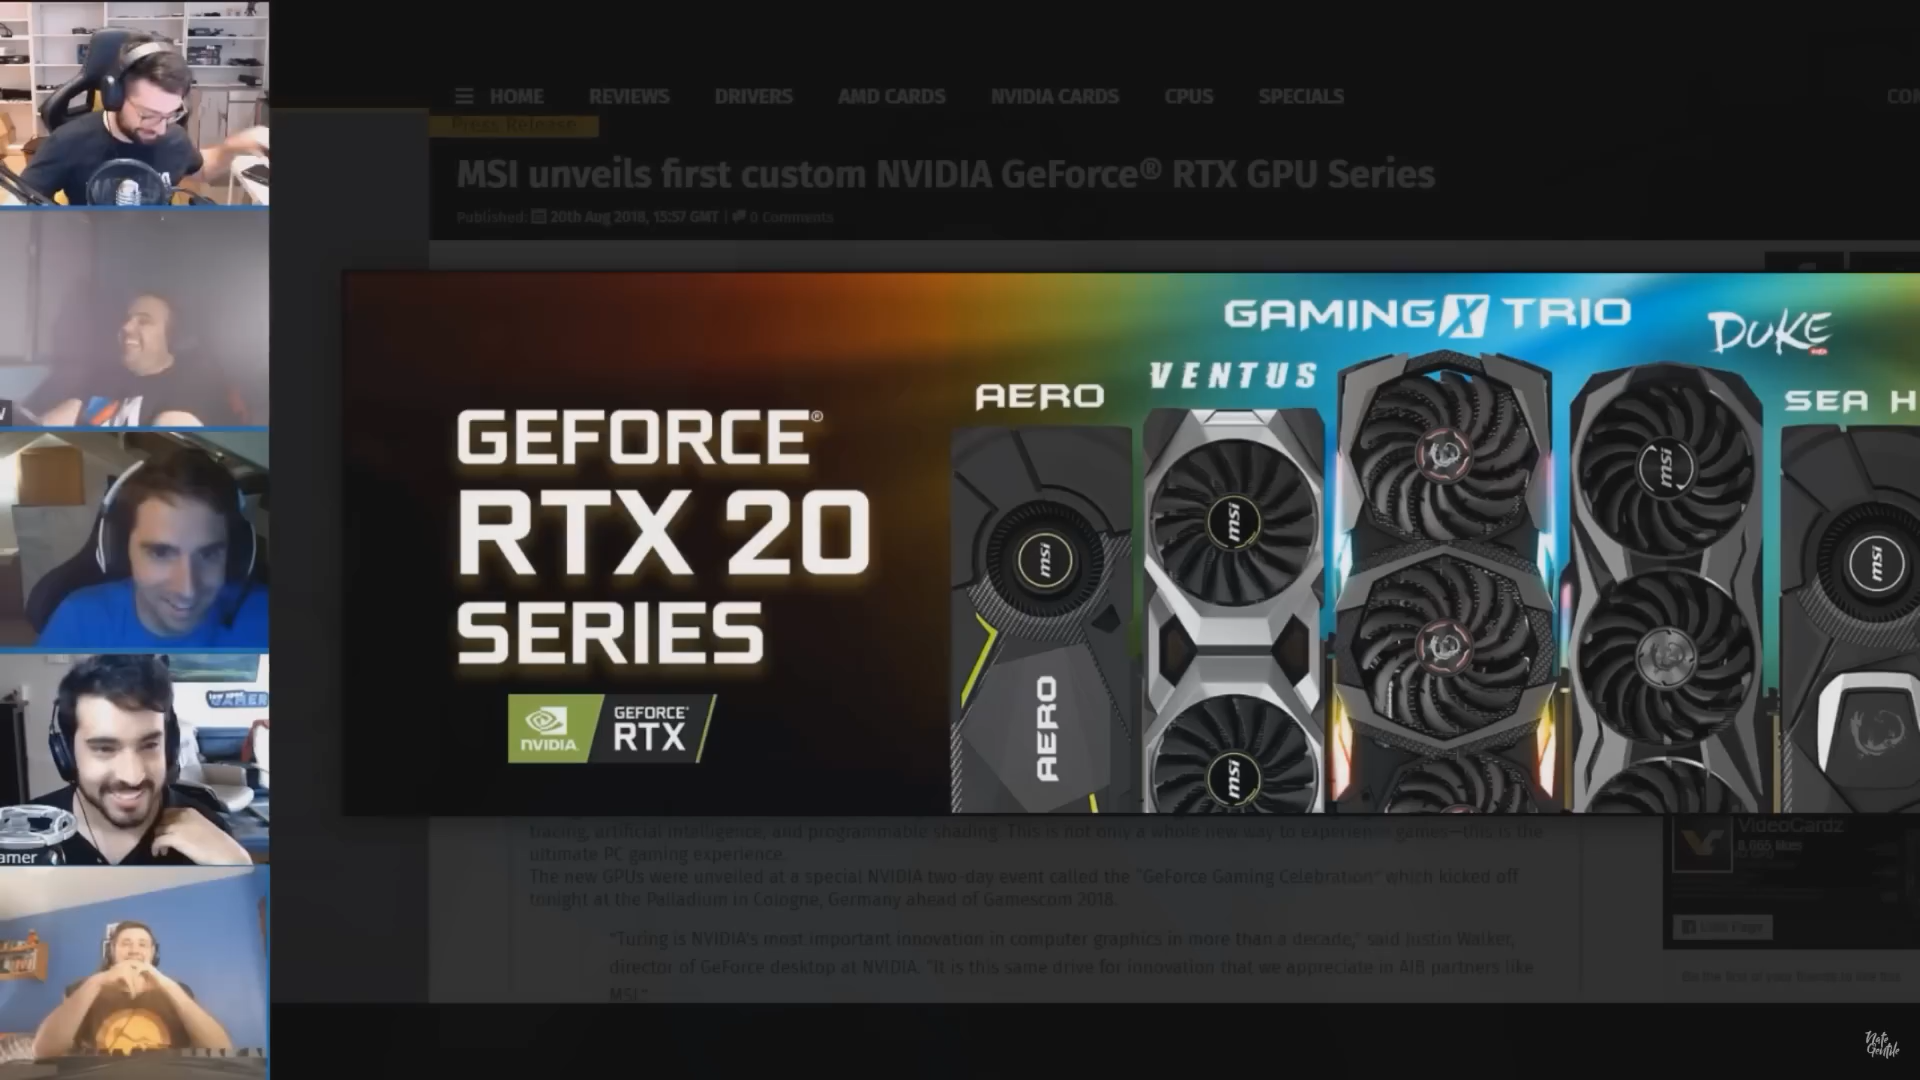 HOME REVIEWS DRIVERS AMD CARDS NVIDIA CARDS CPUS SPECIALS
Press Release
MSI unveils first custom NVIDIA GeForce® RTX GPU Series
Published: 20th Aug 2018, 15:57 GMT | 0 Comments
GAMING X TRIO
DUKE
VENTUS
AERO
SEA H
GEFORCE®
RTX 20
SERIES
NVIDIA
GEFORCE®
RTX
msi
msi
msi
msi
msi
AERO
amer
tracing, artificial intelligence, and programmable shading. This is not only a whole new way to experience games—this is the
ultimate PC gaming experience.
The new GPUs were unveiled at a special NVIDIA two-day event called the "GeForce Gaming Celebration" which kicked off
tonight at the Palladium in Cologne, Germany ahead of Gamescom 2018.
"Turing is NVIDIA's most important innovation in computer graphics in more than a decade," said Justin Walker,
director of GeForce desktop at NVIDIA. "It is this same drive for innovation that we appreciate in AIB partners like
MSI."
VideoCardz
Like Page
Nate
Gentile